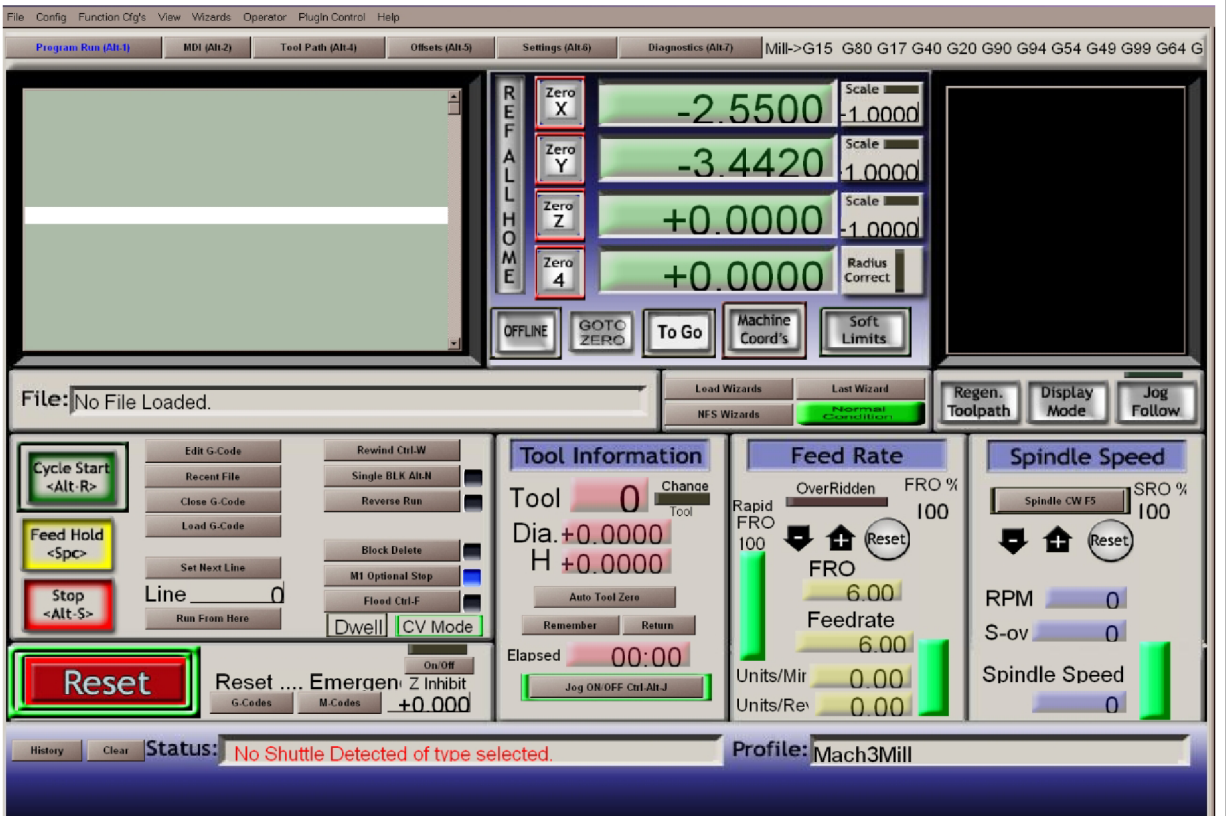 File Config Function Cfg's View Wizards Operator PlugIn Control Help
Program Run (Alt-1) MDI (Alt-2) Tool Path (Alt-4) Offsets (Alt-5) Settings (Alt-6) Diagnostics (Alt-7) Mill->G15 G80 G17 G40 G20 G90 G94 G54 G49 G99 G64 G
REF ALL HOME
Zero X -2.5500 Scale -1.0000
Zero Y -3.4420 Scale -1.0000
Zero Z +0.0000 Scale -1.0000
Zero 4 +0.0000 Radius Correct
OFFLINE GOTO ZERO To Go Machine Coord's Soft Limits
File: No File Loaded.
Load Wizards Last Wizard
NFS Wizards Normal Condition
Regen. Toolpath Display Mode Jog Follow
Cycle Start <Alt-R>
Feed Hold <Spc>
Stop <Alt-S>
Edit G-Code
Recent File
Close G-Code
Load G-Code
Set Next Line
Line 0
Run From Here
Rewind Ctrl-W
Single BLK Alt-N
Reverse Run
Block Delete
M1 Optional Stop
Flood Ctrl-F
Dwell CV Mode
Reset
Reset .... Emergen
G-Codes M-Codes
On/Off
Z Inhibit
+0.000
Tool Information
Tool 0 Change Tool
Dia. +0.0000
H +0.0000
Auto Tool Zero
Remember Return
Elapsed 00:00
Jog ON/OFF Ctrl-Alt-J
Feed Rate
OverRidden FRO % 100
Rapid FRO 100
Reset
FRO
6.00
Feedrate
6.00
Units/Min 0.00
Units/Rev 0.00
Spindle Speed
Spindle CW F5 SRO % 100
Reset
RPM 0
S-ov 0
Spindle Speed
0
History Clear Status: No Shuttle Detected of type selected. Profile: Mach3Mill